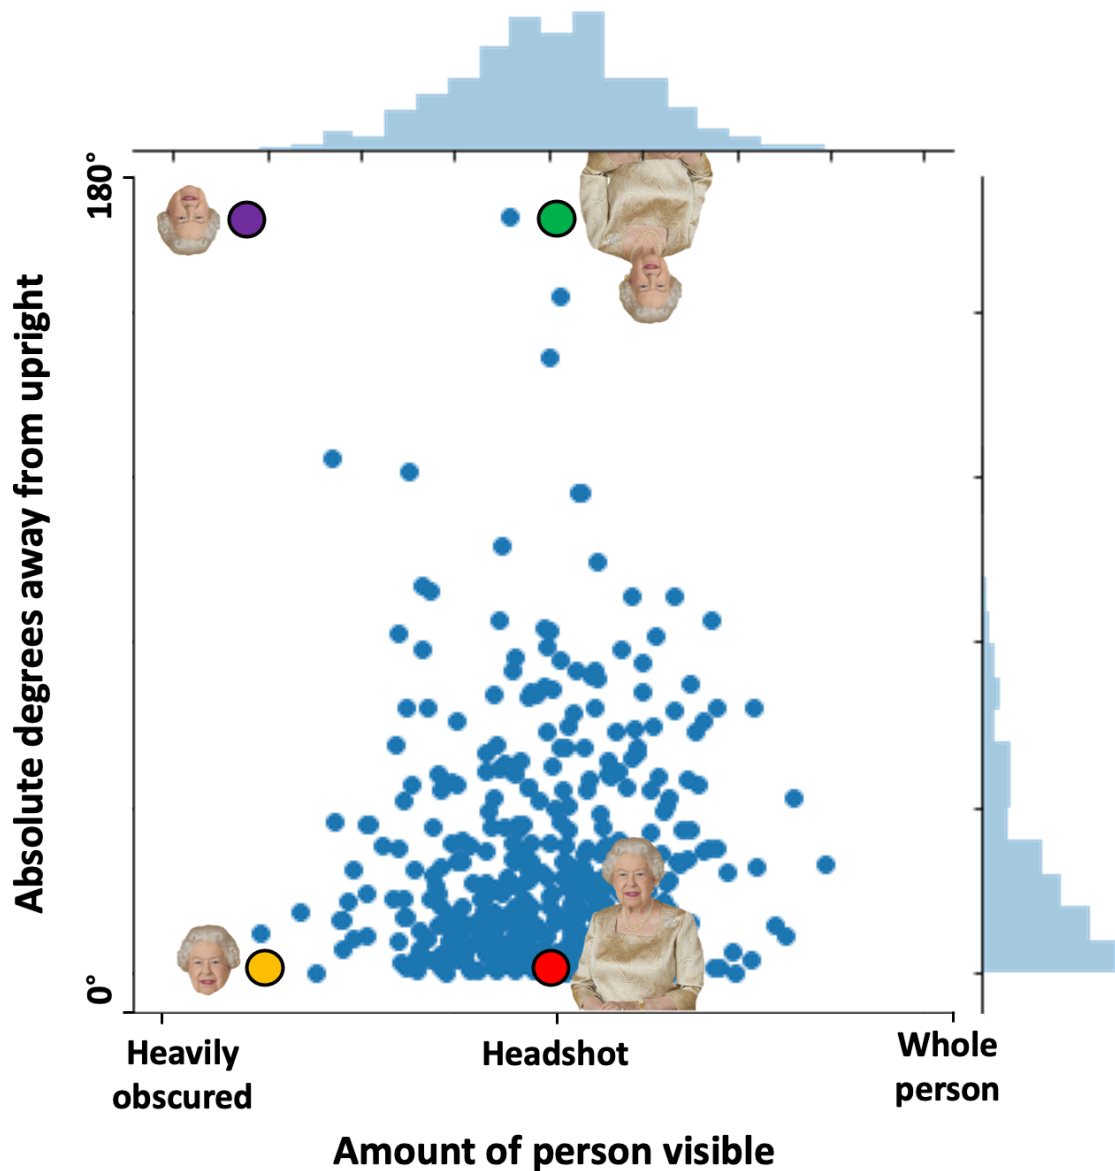 180°
Absolute degrees away from upright
0°
Heavily
obscured
Headshot
Whole
person
Amount of person visible